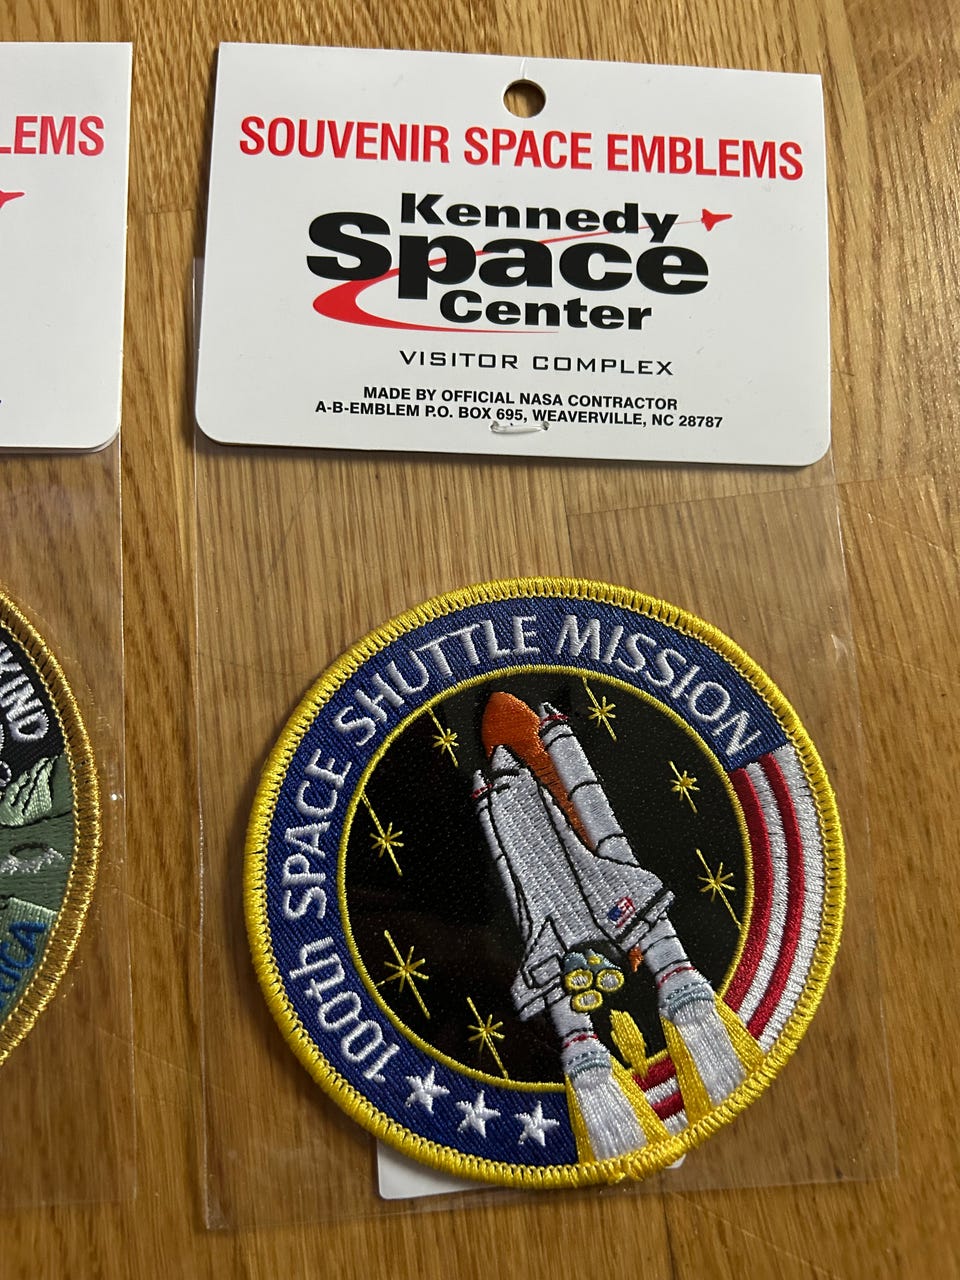 LEMS
SOUVENIR SPACE EMBLEMS
Kennedy
Space
Center
VISITOR COMPLEX
MADE BY OFFICIAL NASA CONTRACTOR
A-B-EMBLEM P.O. BOX 695, WEAVERVILLE, NC 28787
KIND
100th SPACE SHUTTLE MISSION